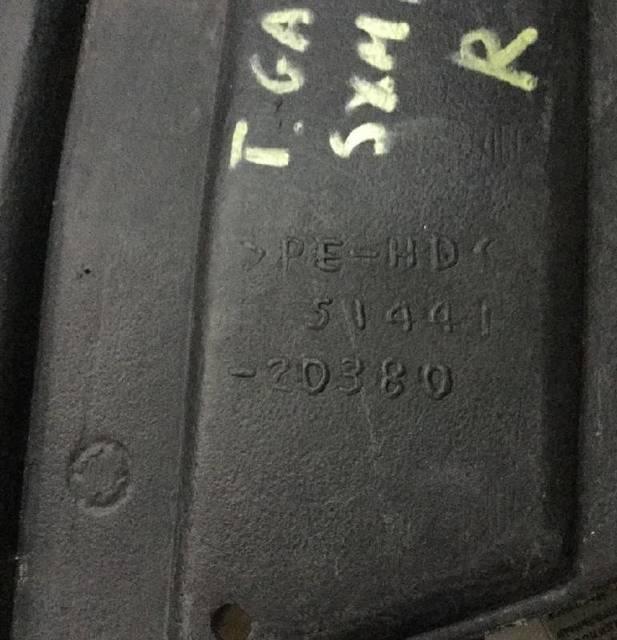 T.GA
SXM
R
>PE-HD<
51441
-20380